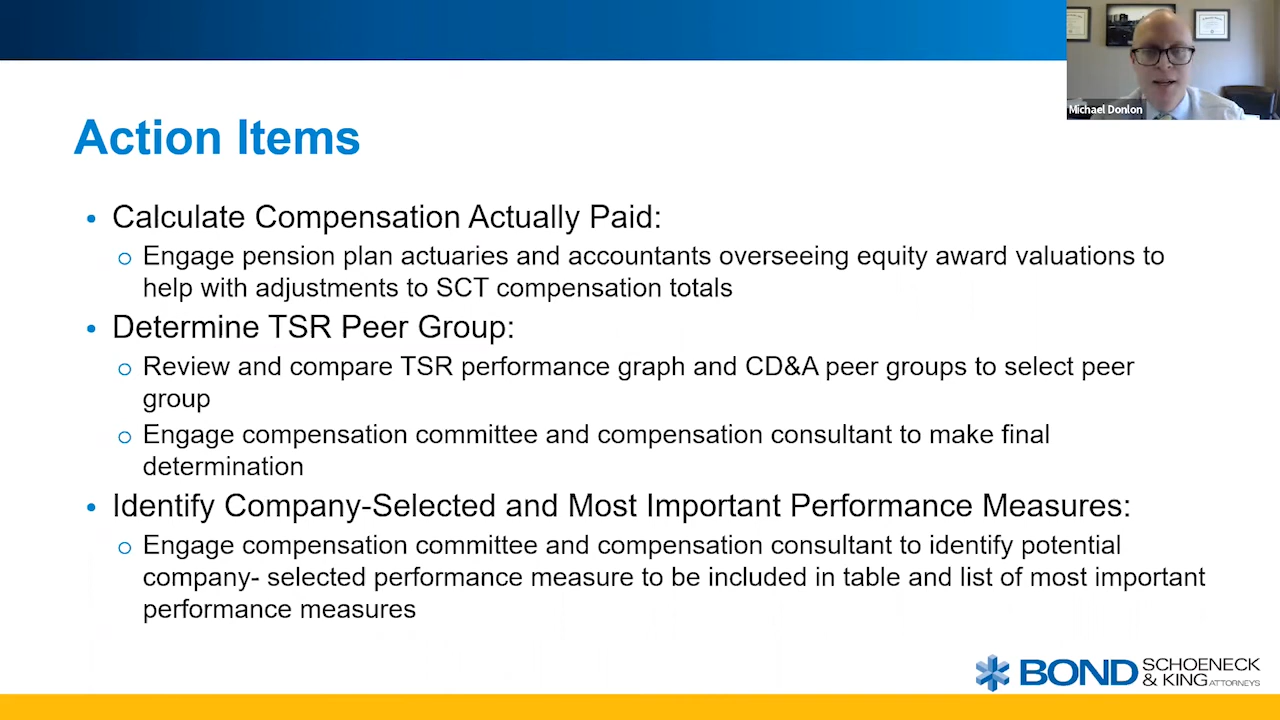 Michael Donlon
Action Items
• Calculate Compensation Actually Paid:
o Engage pension plan actuaries and accountants overseeing equity award valuations to
help with adjustments to SCT compensation totals
• Determine TSR Peer Group:
o Review and compare TSR performance graph and CD&A peer groups to select peer
group
o Engage compensation committee and compensation consultant to make final
determination
• Identify Company-Selected and Most Important Performance Measures:
o Engage compensation committee and compensation consultant to identify potential
company- selected performance measure to be included in table and list of most important
performance measures
BOND SCHOENECK
& KING ATTORNEYS